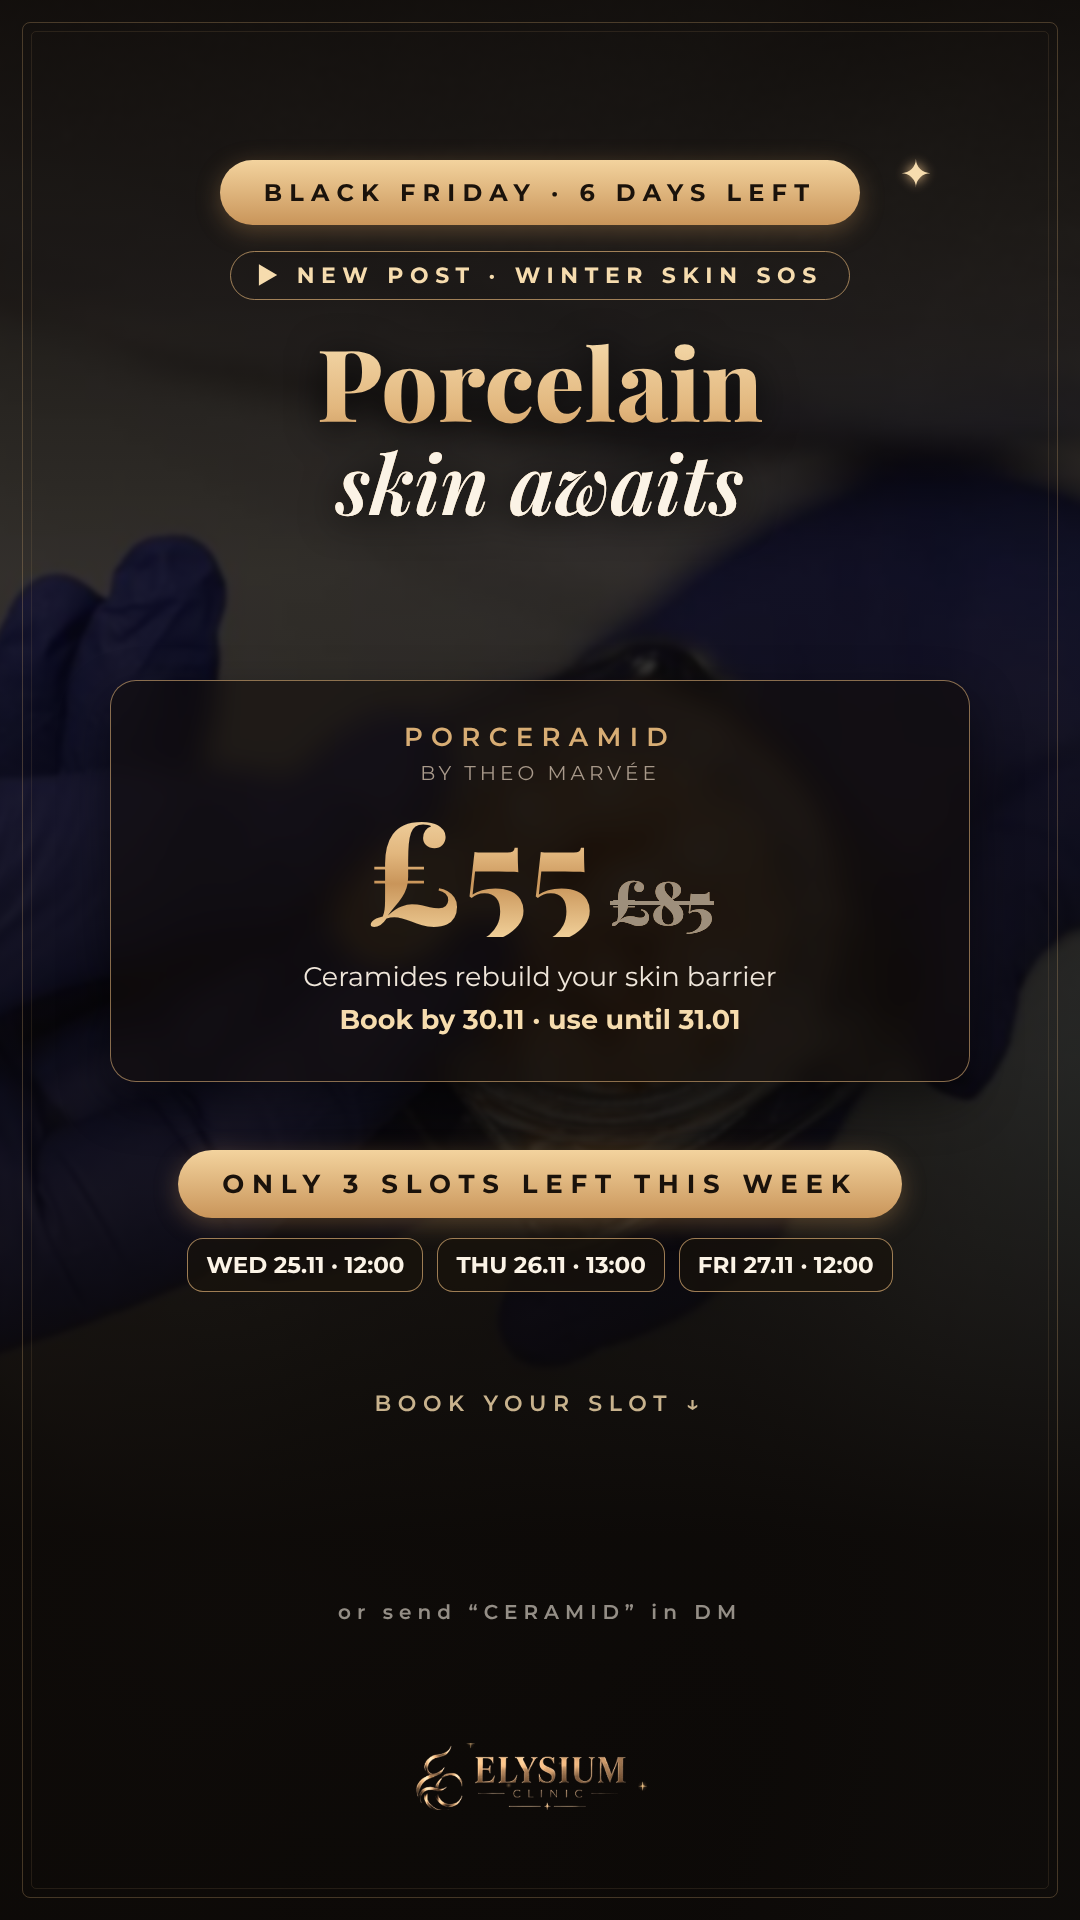 BLACK FRIDAY · 6 DAYS LEFT
▶ NEW POST · WINTER SKIN SOS
Porcelain
skin awaits
PORCERAMID
BY THEO MARVÉE
£55 £85
Ceramides rebuild your skin barrier
Book by 30.11 · use until 31.01
ONLY 3 SLOTS LEFT THIS WEEK
WED 25.11 · 12:00 THU 26.11 · 13:00 FRI 27.11 · 12:00
BOOK YOUR SLOT ↓
or send “CERAMID” in DM
ELYSIUM
CLINIC